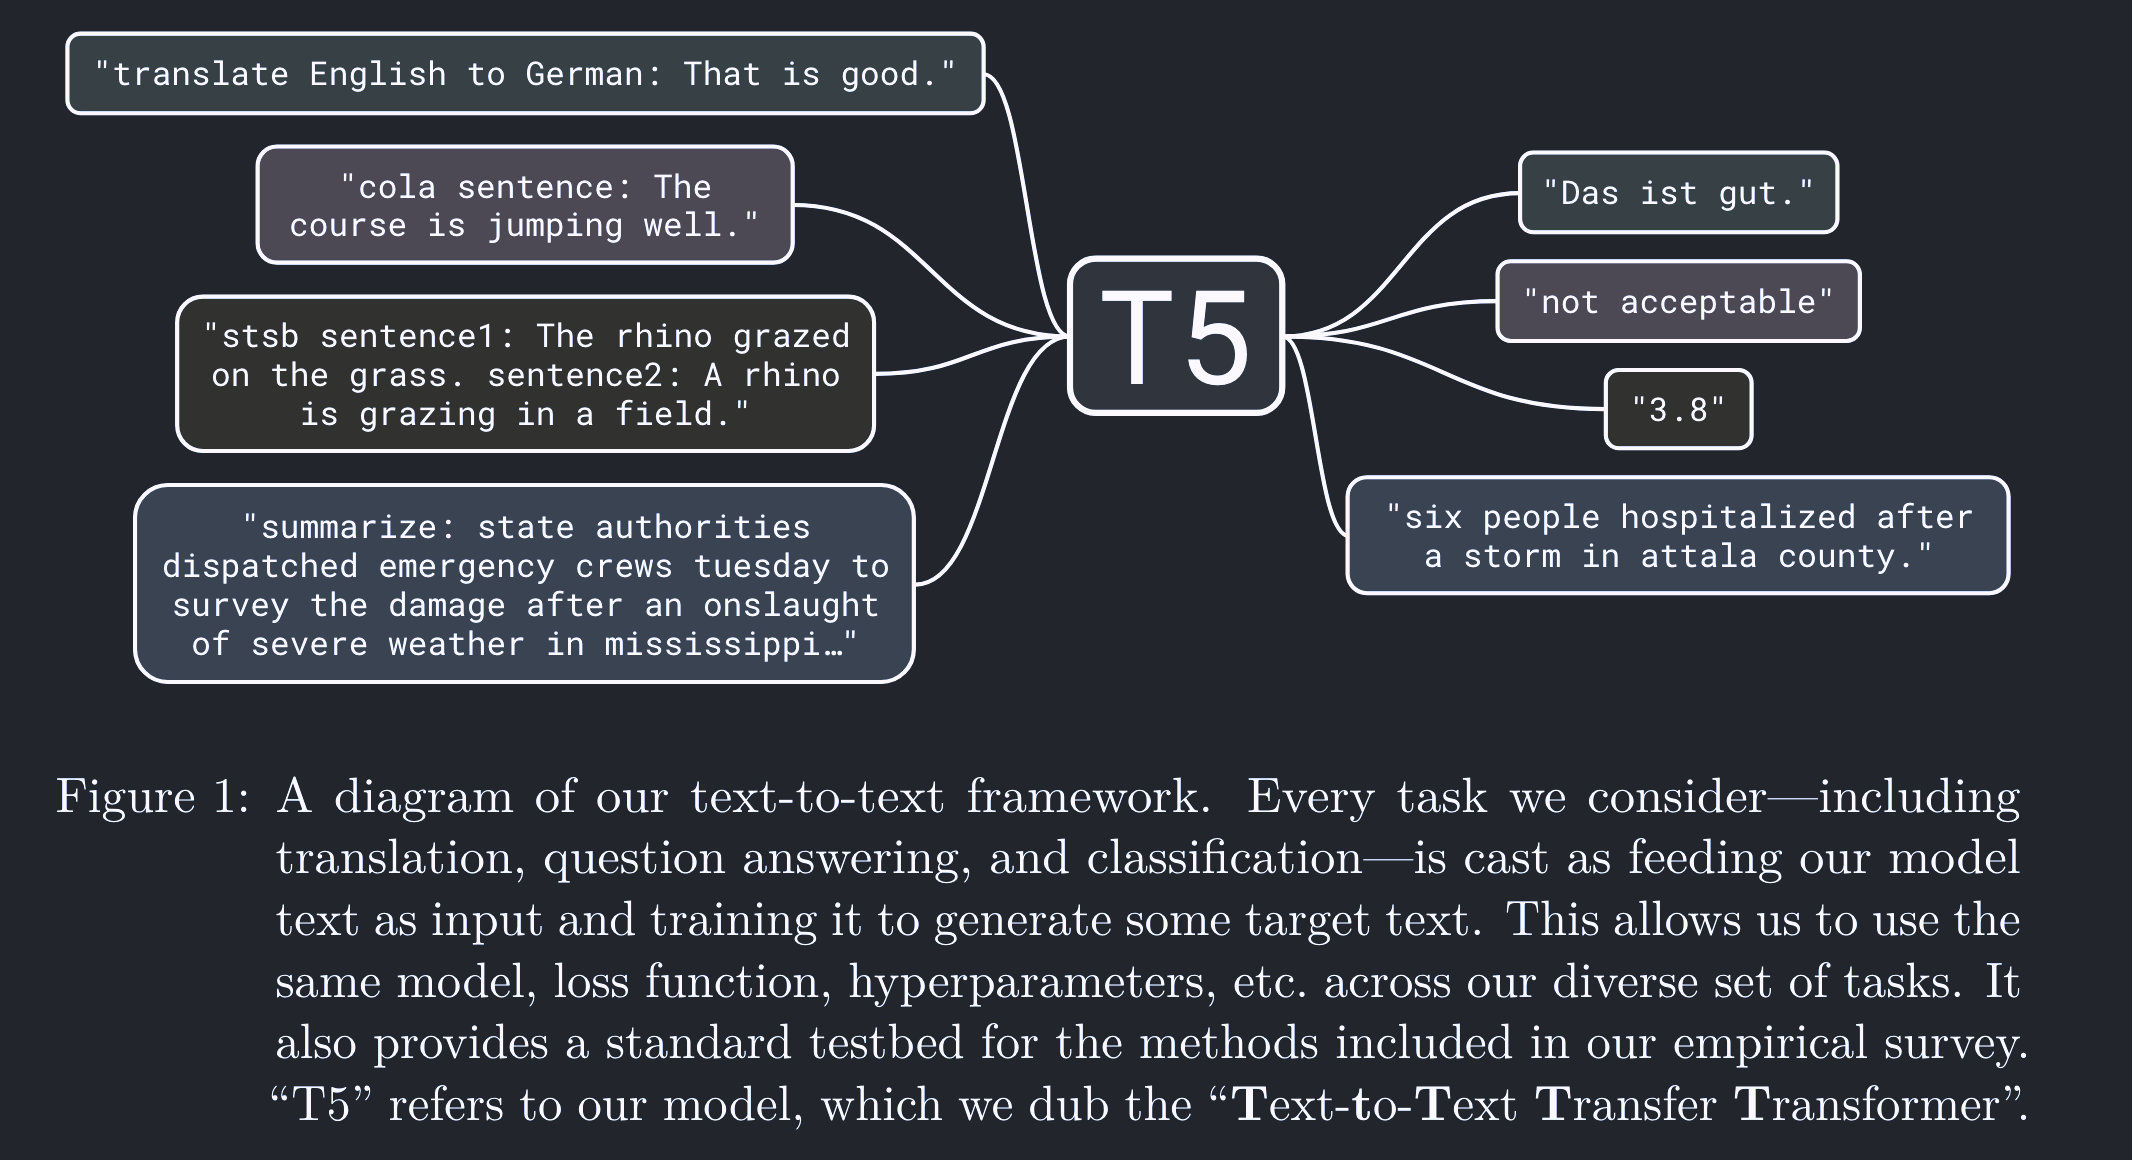 "translate English to German: That is good."
"cola sentence: The
course is jumping well."
"stsb sentence1: The rhino grazed
on the grass. sentence2: A rhino
is grazing in a field."
"summarize: state authorities
dispatched emergency crews tuesday to
survey the damage after an onslaught
of severe weather in mississippi…"
T5
"Das ist gut."
"not acceptable"
"3.8"
"six people hospitalized after
a storm in attala county."
Figure 1: A diagram of our text-to-text framework. Every task we consider—including
translation, question answering, and classification—is cast as feeding our model
text as input and training it to generate some target text. This allows us to use the
same model, loss function, hyperparameters, etc. across our diverse set of tasks. It
also provides a standard testbed for the methods included in our empirical survey.
“T5” refers to our model, which we dub the “Text-to-Text Transfer Transformer”.